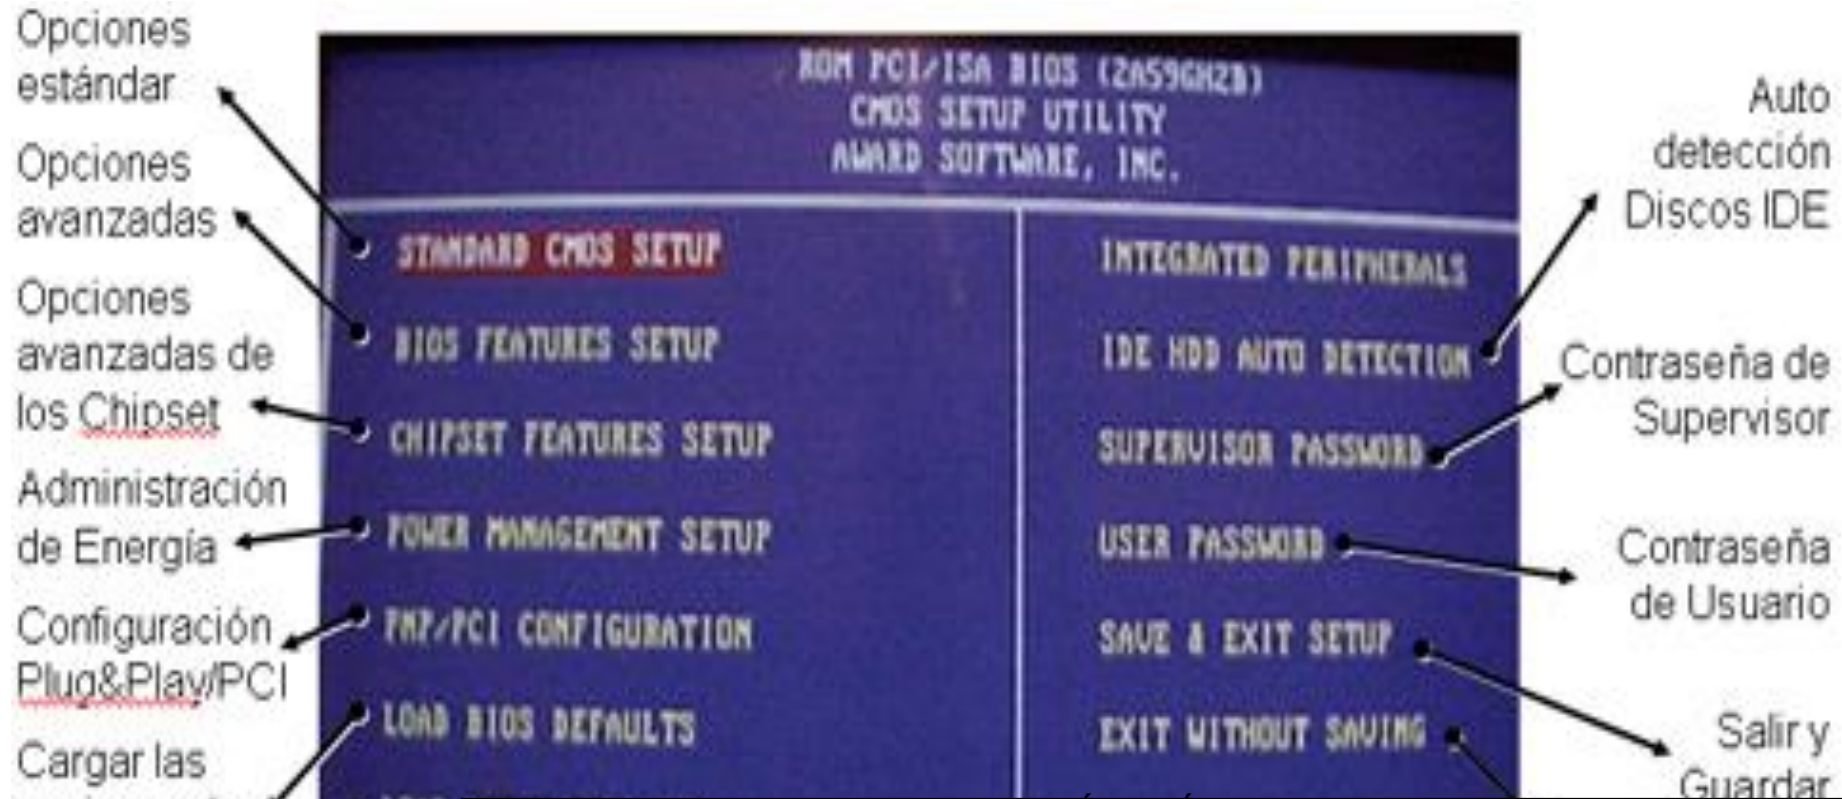 Opciones
estándar
Opciones
avanzadas
Opciones
avanzadas de
los Chipset
Administración
de Energía
Configuración
Plug&Play/PCI
Cargar las
ROM PCI/ISA BIOS (2A59GH2B)
CMOS SETUP UTILITY
AWARD SOFTWARE, INC.
STANDARD CMOS SETUP
BIOS FEATURES SETUP
CHIPSET FEATURES SETUP
POWER MANAGEMENT SETUP
PNP/PCI CONFIGURATION
LOAD BIOS DEFAULTS
INTEGRATED PERIPHERALS
IDE HDD AUTO DETECTION
SUPERVISOR PASSWORD
USER PASSWORD
SAVE & EXIT SETUP
EXIT WITHOUT SAVING
Auto
detección
Discos IDE
Contraseña de
Supervisor
Contraseña
de Usuario
Salir y
Guardar